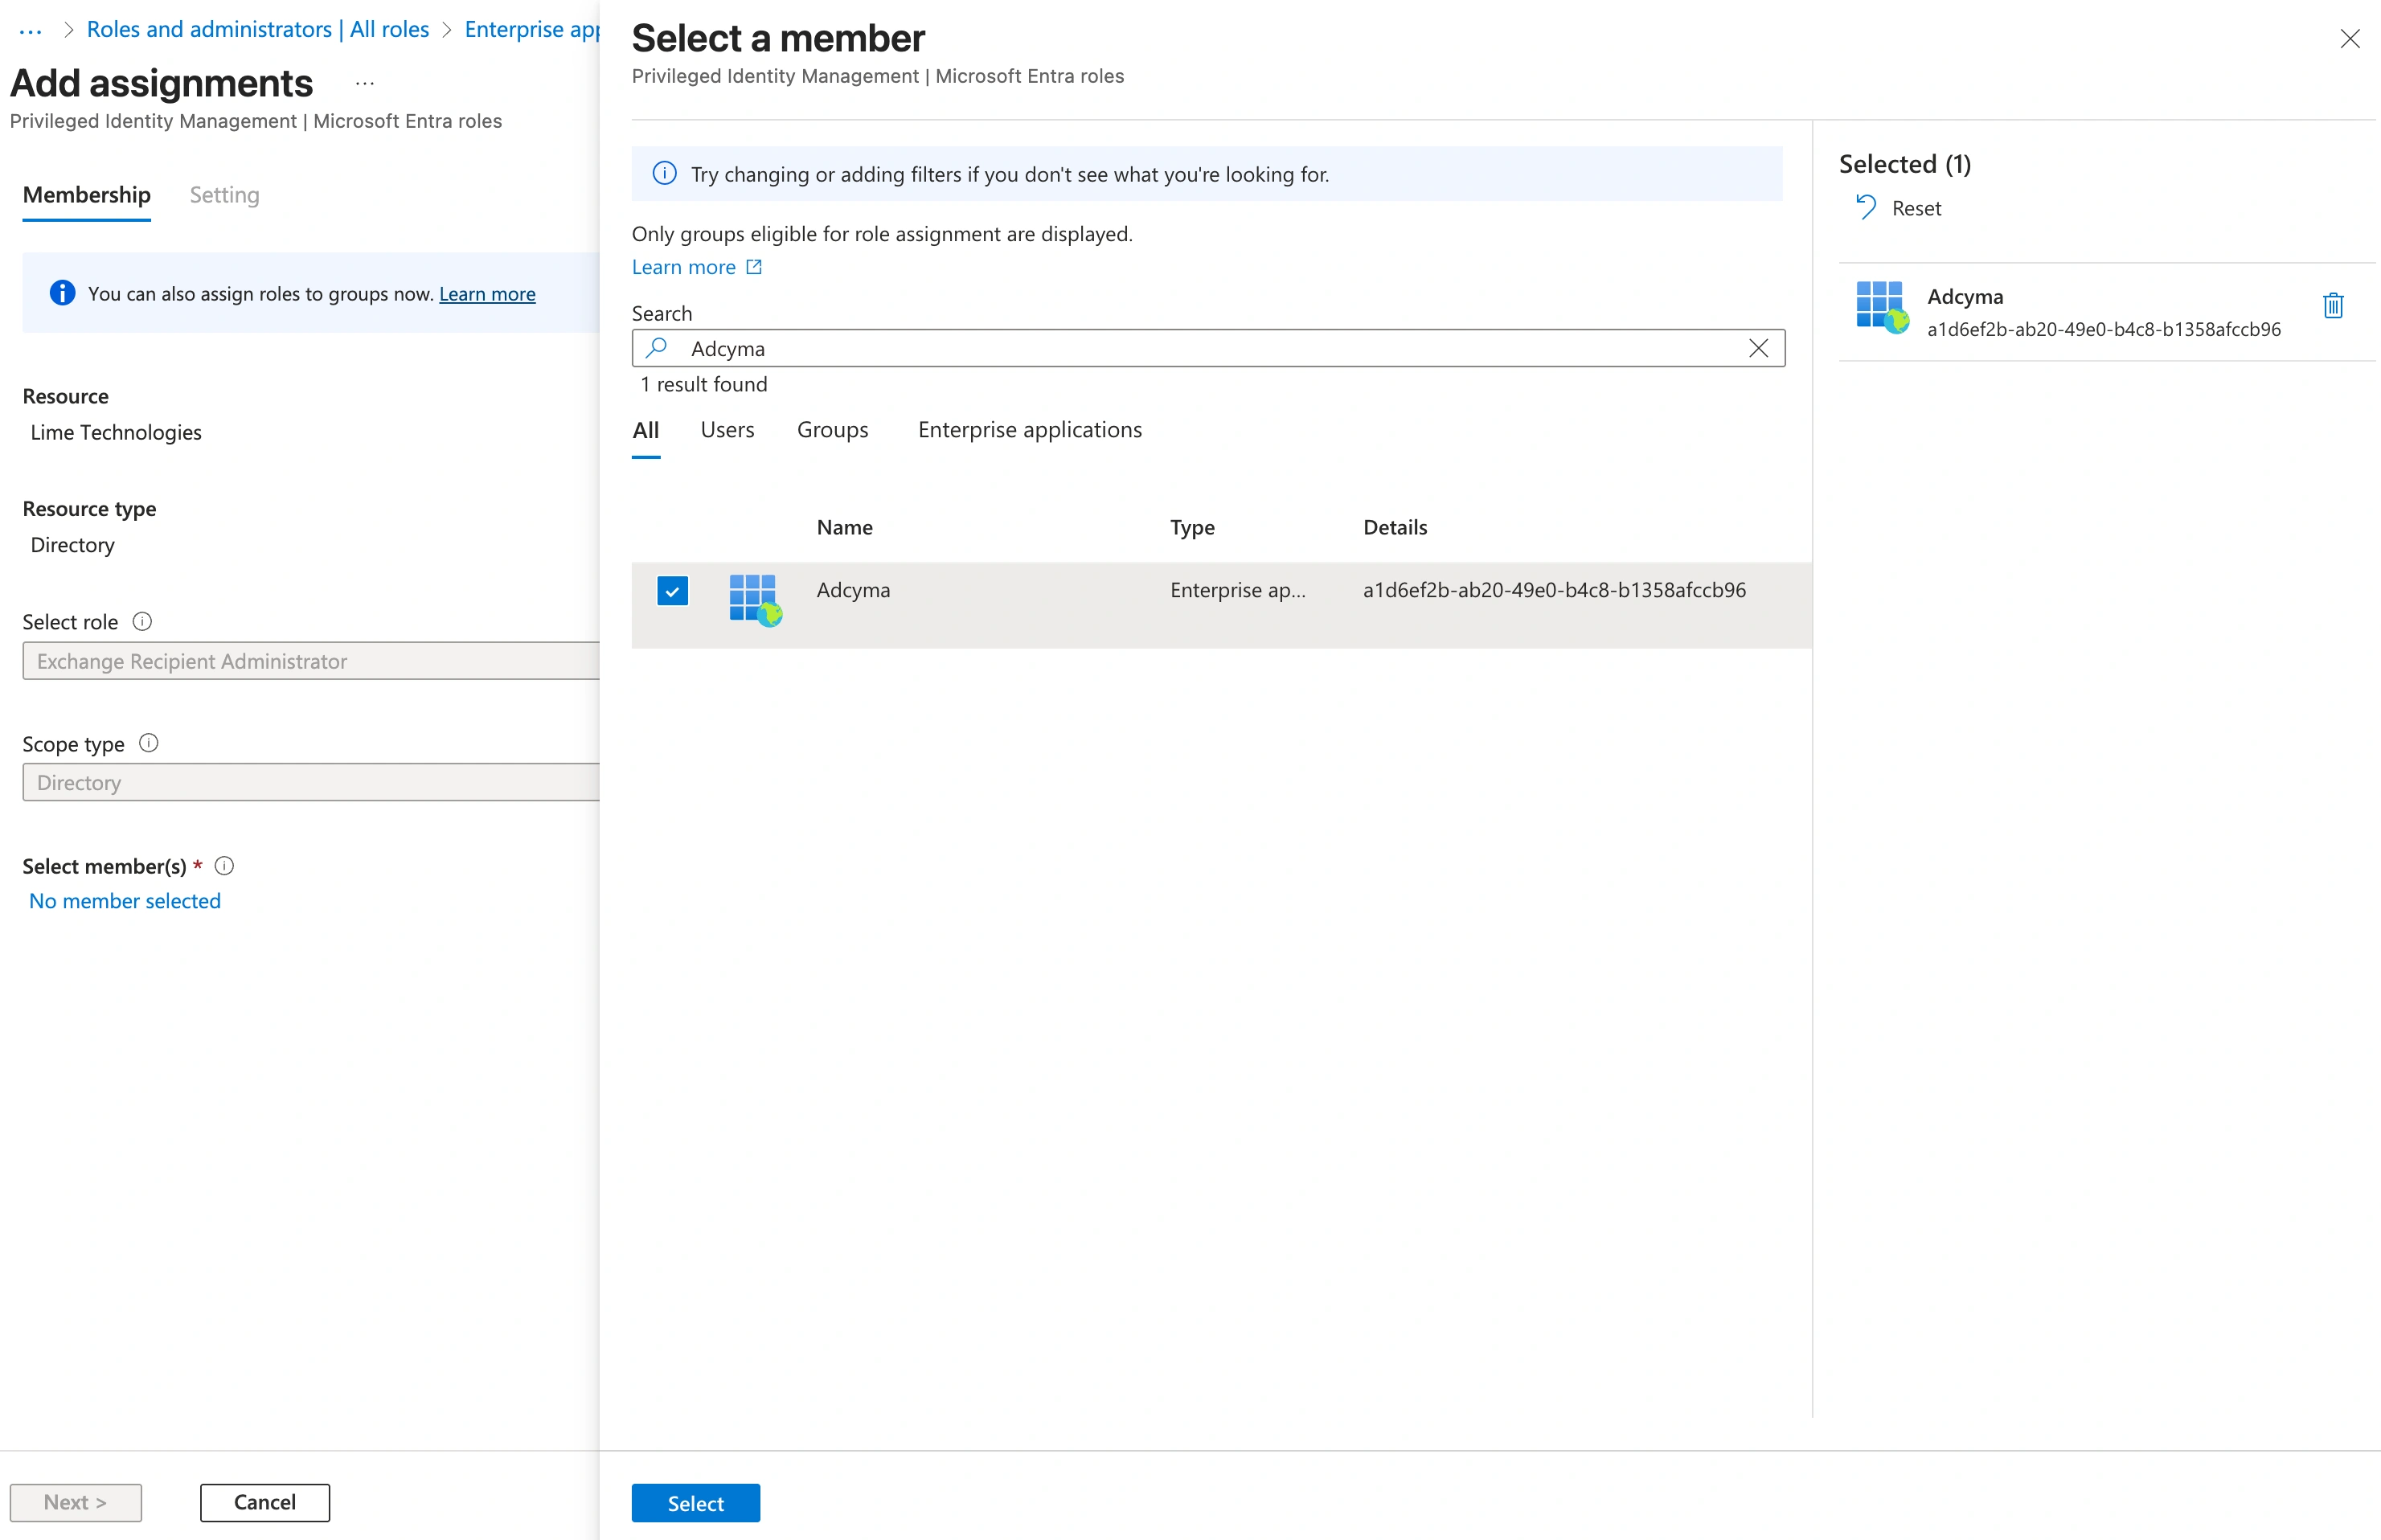 ... > Roles and administrators | All roles > Enterprise app
Add assignments ...
Privileged Identity Management | Microsoft Entra roles
Membership Setting
You can also assign roles to groups now. Learn more
Resource
Lime Technologies
Resource type
Directory
Select role
Exchange Recipient Administrator
Scope type
Directory
Select member(s) *
No member selected
Next > Cancel
Select a member
Privileged Identity Management | Microsoft Entra roles
Try changing or adding filters if you don't see what you're looking for.
Only groups eligible for role assignment are displayed.
Learn more
Search
Adcyma
1 result found
All Users Groups Enterprise applications
Name Type Details
Adcyma Enterprise ap... a1d6ef2b-ab20-49e0-b4c8-b1358afccb96
Select
Selected (1)
Reset
Adcyma
a1d6ef2b-ab20-49e0-b4c8-b1358afccb96